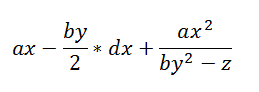 ax − by/2 * dx + ax²/(by² − z)